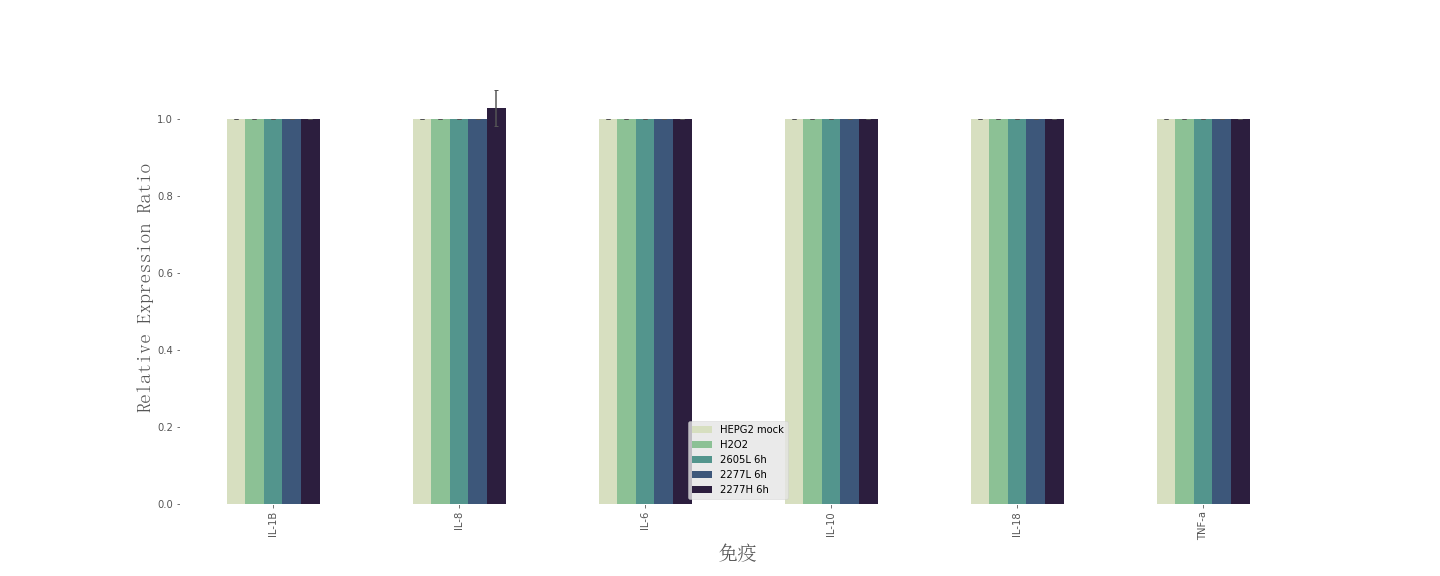 Relative Expression Ratio
1.0
0.8
0.6
0.4
0.2
0.0
HEPG2 mock
H2O2
2605L 6h
2277L 6h
2277H 6h
IL-1B
IL-8
IL-6
IL-10
IL-18
TNF-a
免疫